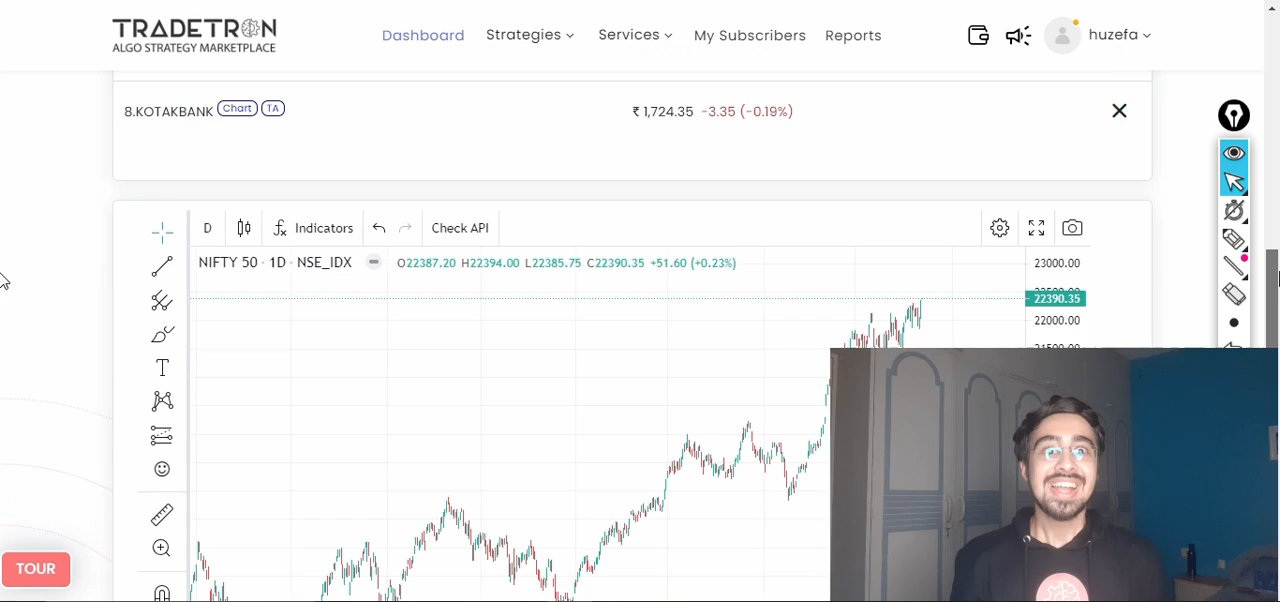 TRADETRON
ALGO STRATEGY MARKETPLACE
Dashboard
Strategies
Services
My Subscribers
Reports
huzefa
8.KOTAKBANK Chart TA
₹ 1,724.35 -3.35 (-0.19%)
D
Indicators
Check API
NIFTY 50 · 1D · NSE_IDX
O22387.20 H22394.00 L22385.75 C22390.35 +51.60 (+0.23%)
23000.00
22390.35
22000.00
T
TOUR